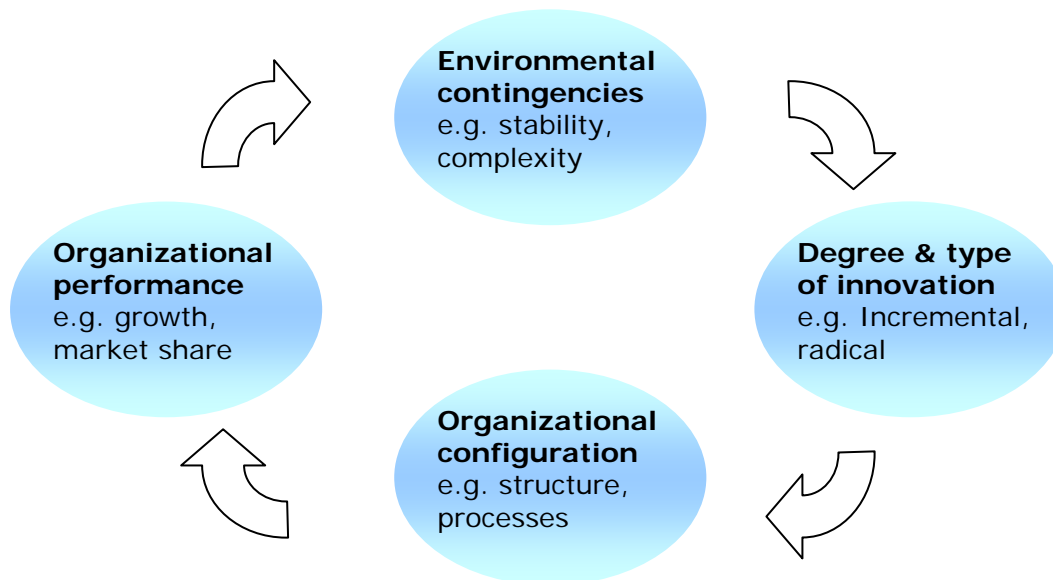 Environmental
contingencies
e.g. stability,
complexity
Organizational
performance
e.g. growth,
market share
Degree & type
of innovation
e.g. Incremental,
radical
Organizational
configuration
e.g. structure,
processes